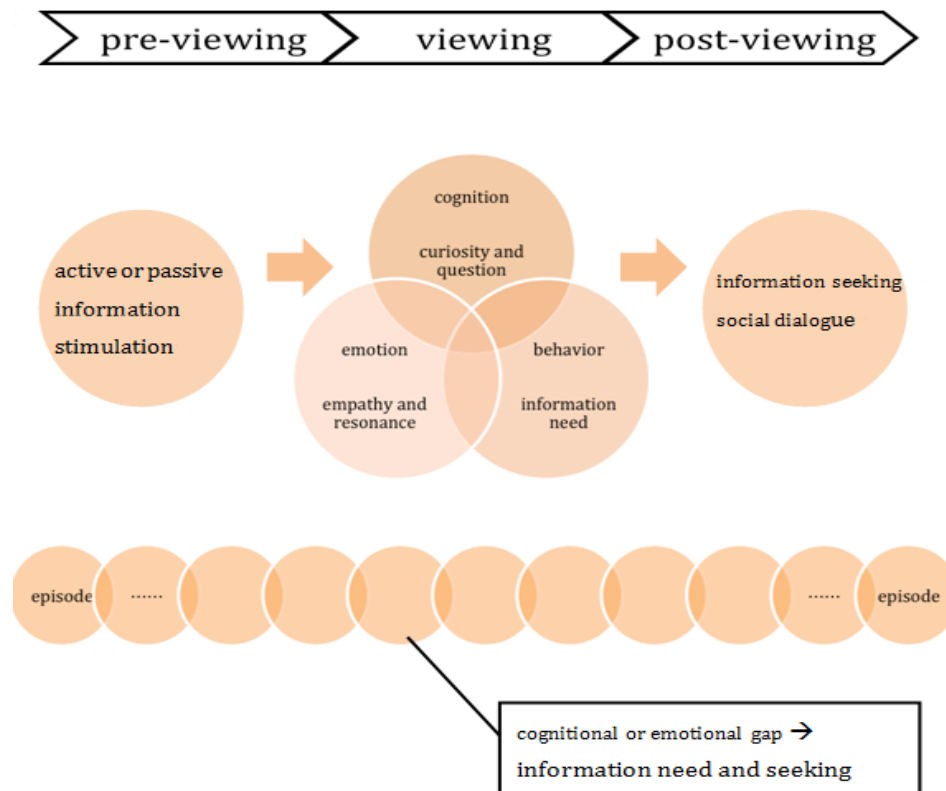 pre-viewing viewing post-viewing
active or passive
information
stimulation
cognition
curiosity and
question
emotion
empathy and
resonance
behavior
information
need
information seeking
social dialogue
episode ...... ...... episode
cognitional or emotional gap →
information need and seeking